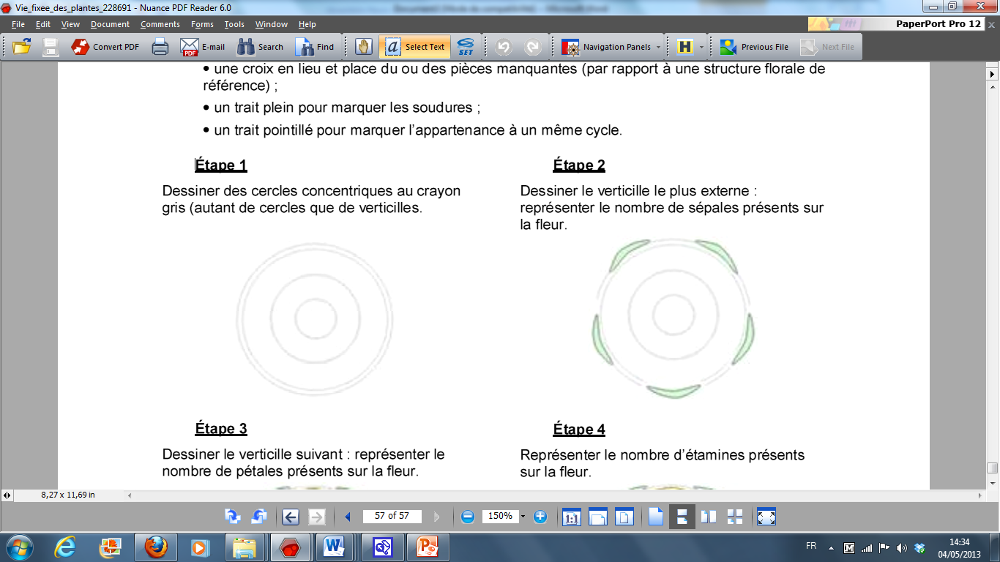 Vie_fixee_des_plantes_228691 - Nuance PDF Reader 6.0
File Edit View Document Comments Forms Tools Window Help
PaperPort Pro 12
Convert PDF
E-mail
Search
Find
Select Text
Navigation Panels
Previous File
Next File
• une croix en lieu et place du ou des pièces manquantes (par rapport à une structure florale de
référence) ;
• un trait plein pour marquer les soudures ;
• un trait pointillé pour marquer l'appartenance à un même cycle.
Étape 1
Dessiner des cercles concentriques au crayon
gris (autant de cercles que de verticilles.
Étape 2
Dessiner le verticille le plus externe :
représenter le nombre de sépales présents sur
la fleur.
Étape 3
Dessiner le verticille suivant : représenter le
nombre de pétales présents sur la fleur.
Étape 4
Représenter le nombre d'étamines présents
sur la fleur.
8,27 x 11,69 in
57 of 57
150%
FR
14:34
04/05/2013